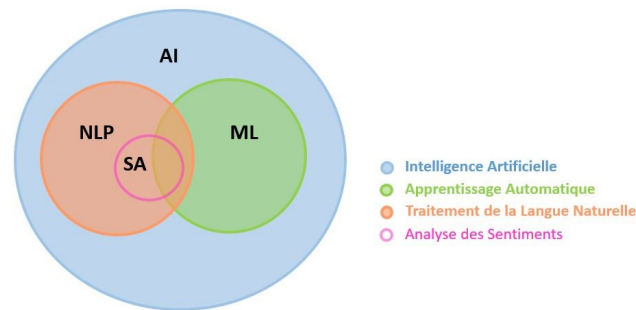 AI
NLP
ML
SA
Intelligence Artificielle
Apprentissage Automatique
Traitement de la Langue Naturelle
Analyse des Sentiments